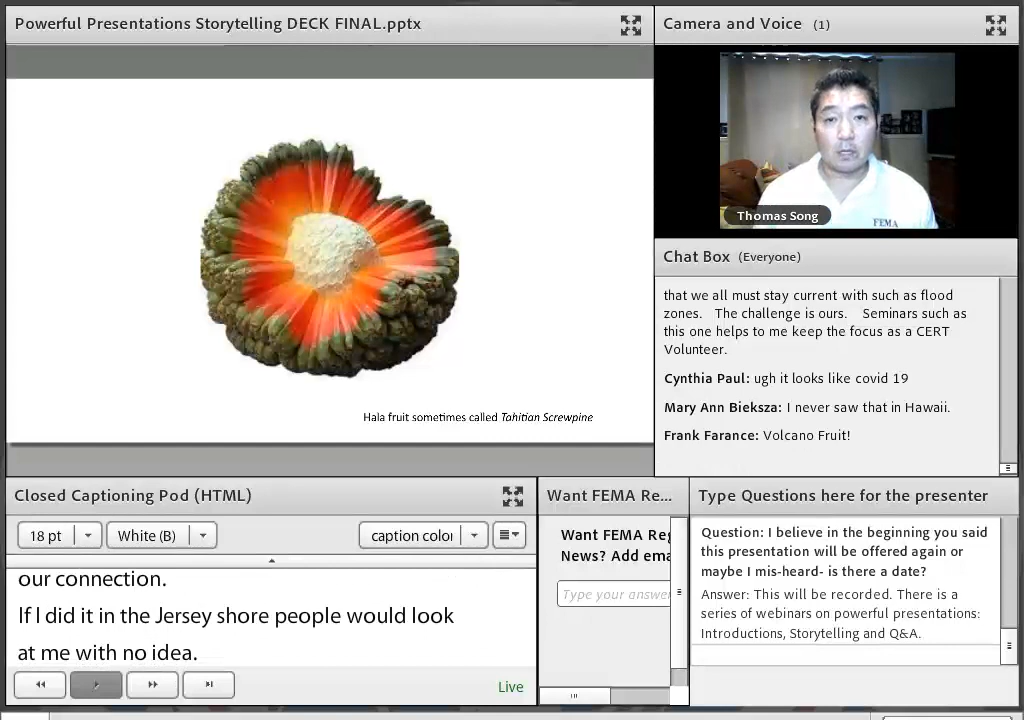 Powerful Presentations Storytelling DECK FINAL.pptx
Hala fruit sometimes called Tahitian Screwpine
Camera and Voice (1)
Thomas Song
FEMA
Chat Box (Everyone)
that we all must stay current with such as flood
zones. The challenge is ours. Seminars such as
this one helps to me keep the focus as a CERT
Volunteer.
Cynthia Paul: ugh it looks like covid 19
Mary Ann Bieksza: I never saw that in Hawaii.
Frank Farance: Volcano Fruit!
Closed Captioning Pod (HTML)
18 pt
White (B)
caption color
our connection.
If I did it in the Jersey shore people would look
at me with no idea.
Live
Want FEMA Re...
Want FEMA Reg
News? Add ema
Type your answer
Type Questions here for the presenter
Question: I believe in the beginning you said
this presentation will be offered again or
maybe I mis-heard- is there a date?
Answer: This will be recorded. There is a
series of webinars on powerful presentations:
Introductions, Storytelling and Q&A.